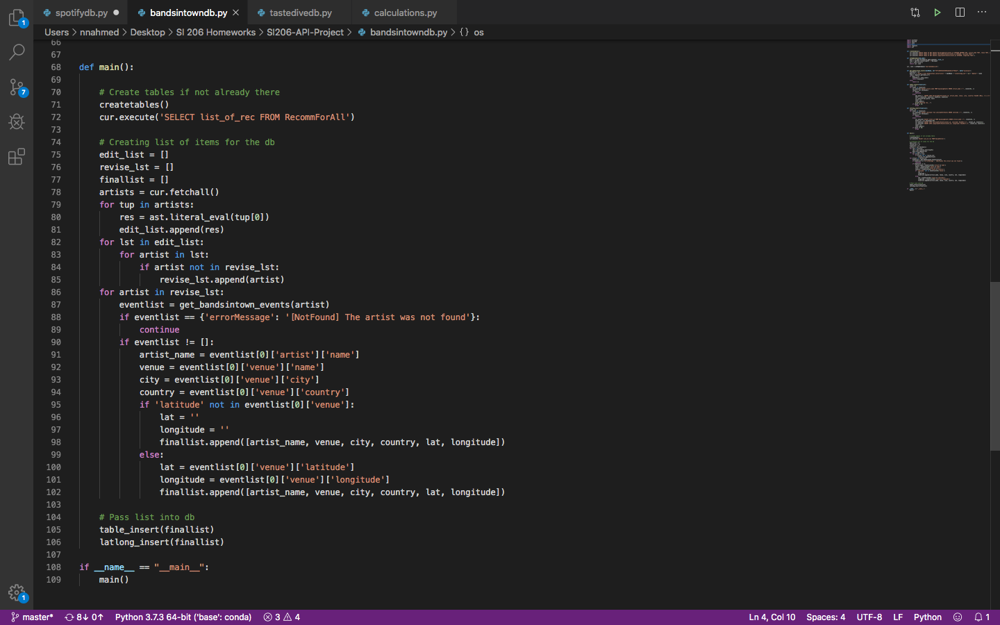 spotifydb.py
bandsintowndb.py
tastedivedb.py
calculations.py
Users > nnahmed > Desktop > SI 206 Homeworks > SI206-API-Project > bandsintowndb.py > {} os
66
67
68 def main():
69
70 # Create tables if not already there
71 createtables()
72 cur.execute('SELECT list_of_rec FROM RecommForAll')
73
74 # Creating list of items for the db
75 edit_list = []
76 revise_lst = []
77 finallist = []
78 artists = cur.fetchall()
79 for tup in artists:
80 res = ast.literal_eval(tup[0])
81 edit_list.append(res)
82 for lst in edit_list:
83 for artist in lst:
84 if artist not in revise_lst:
85 revise_lst.append(artist)
86 for artist in revise_lst:
87 eventlist = get_bandsintown_events(artist)
88 if eventlist == {'errorMessage': '[NotFound] The artist was not found'}:
89 continue
90 if eventlist != []:
91 artist_name = eventlist[0]['artist']['name']
92 venue = eventlist[0]['venue']['name']
93 city = eventlist[0]['venue']['city']
94 country = eventlist[0]['venue']['country']
95 if 'latitude' not in eventlist[0]['venue']:
96 lat = ''
97 longitude = ''
98 finallist.append([artist_name, venue, city, country, lat, longitude])
99 else:
100 lat = eventlist[0]['venue']['latitude']
101 longitude = eventlist[0]['venue']['longitude']
102 finallist.append([artist_name, venue, city, country, lat, longitude])
103
104 # Pass list into db
105 table_insert(finallist)
106 latlong_insert(finallist)
107
108 if __name__ == "__main__":
109 main()
1
7
1
master* 8↓ 0↑ Python 3.7.3 64-bit ('base': conda) 3 4 Ln 4, Col 10 Spaces: 4 UTF-8 LF Python 1